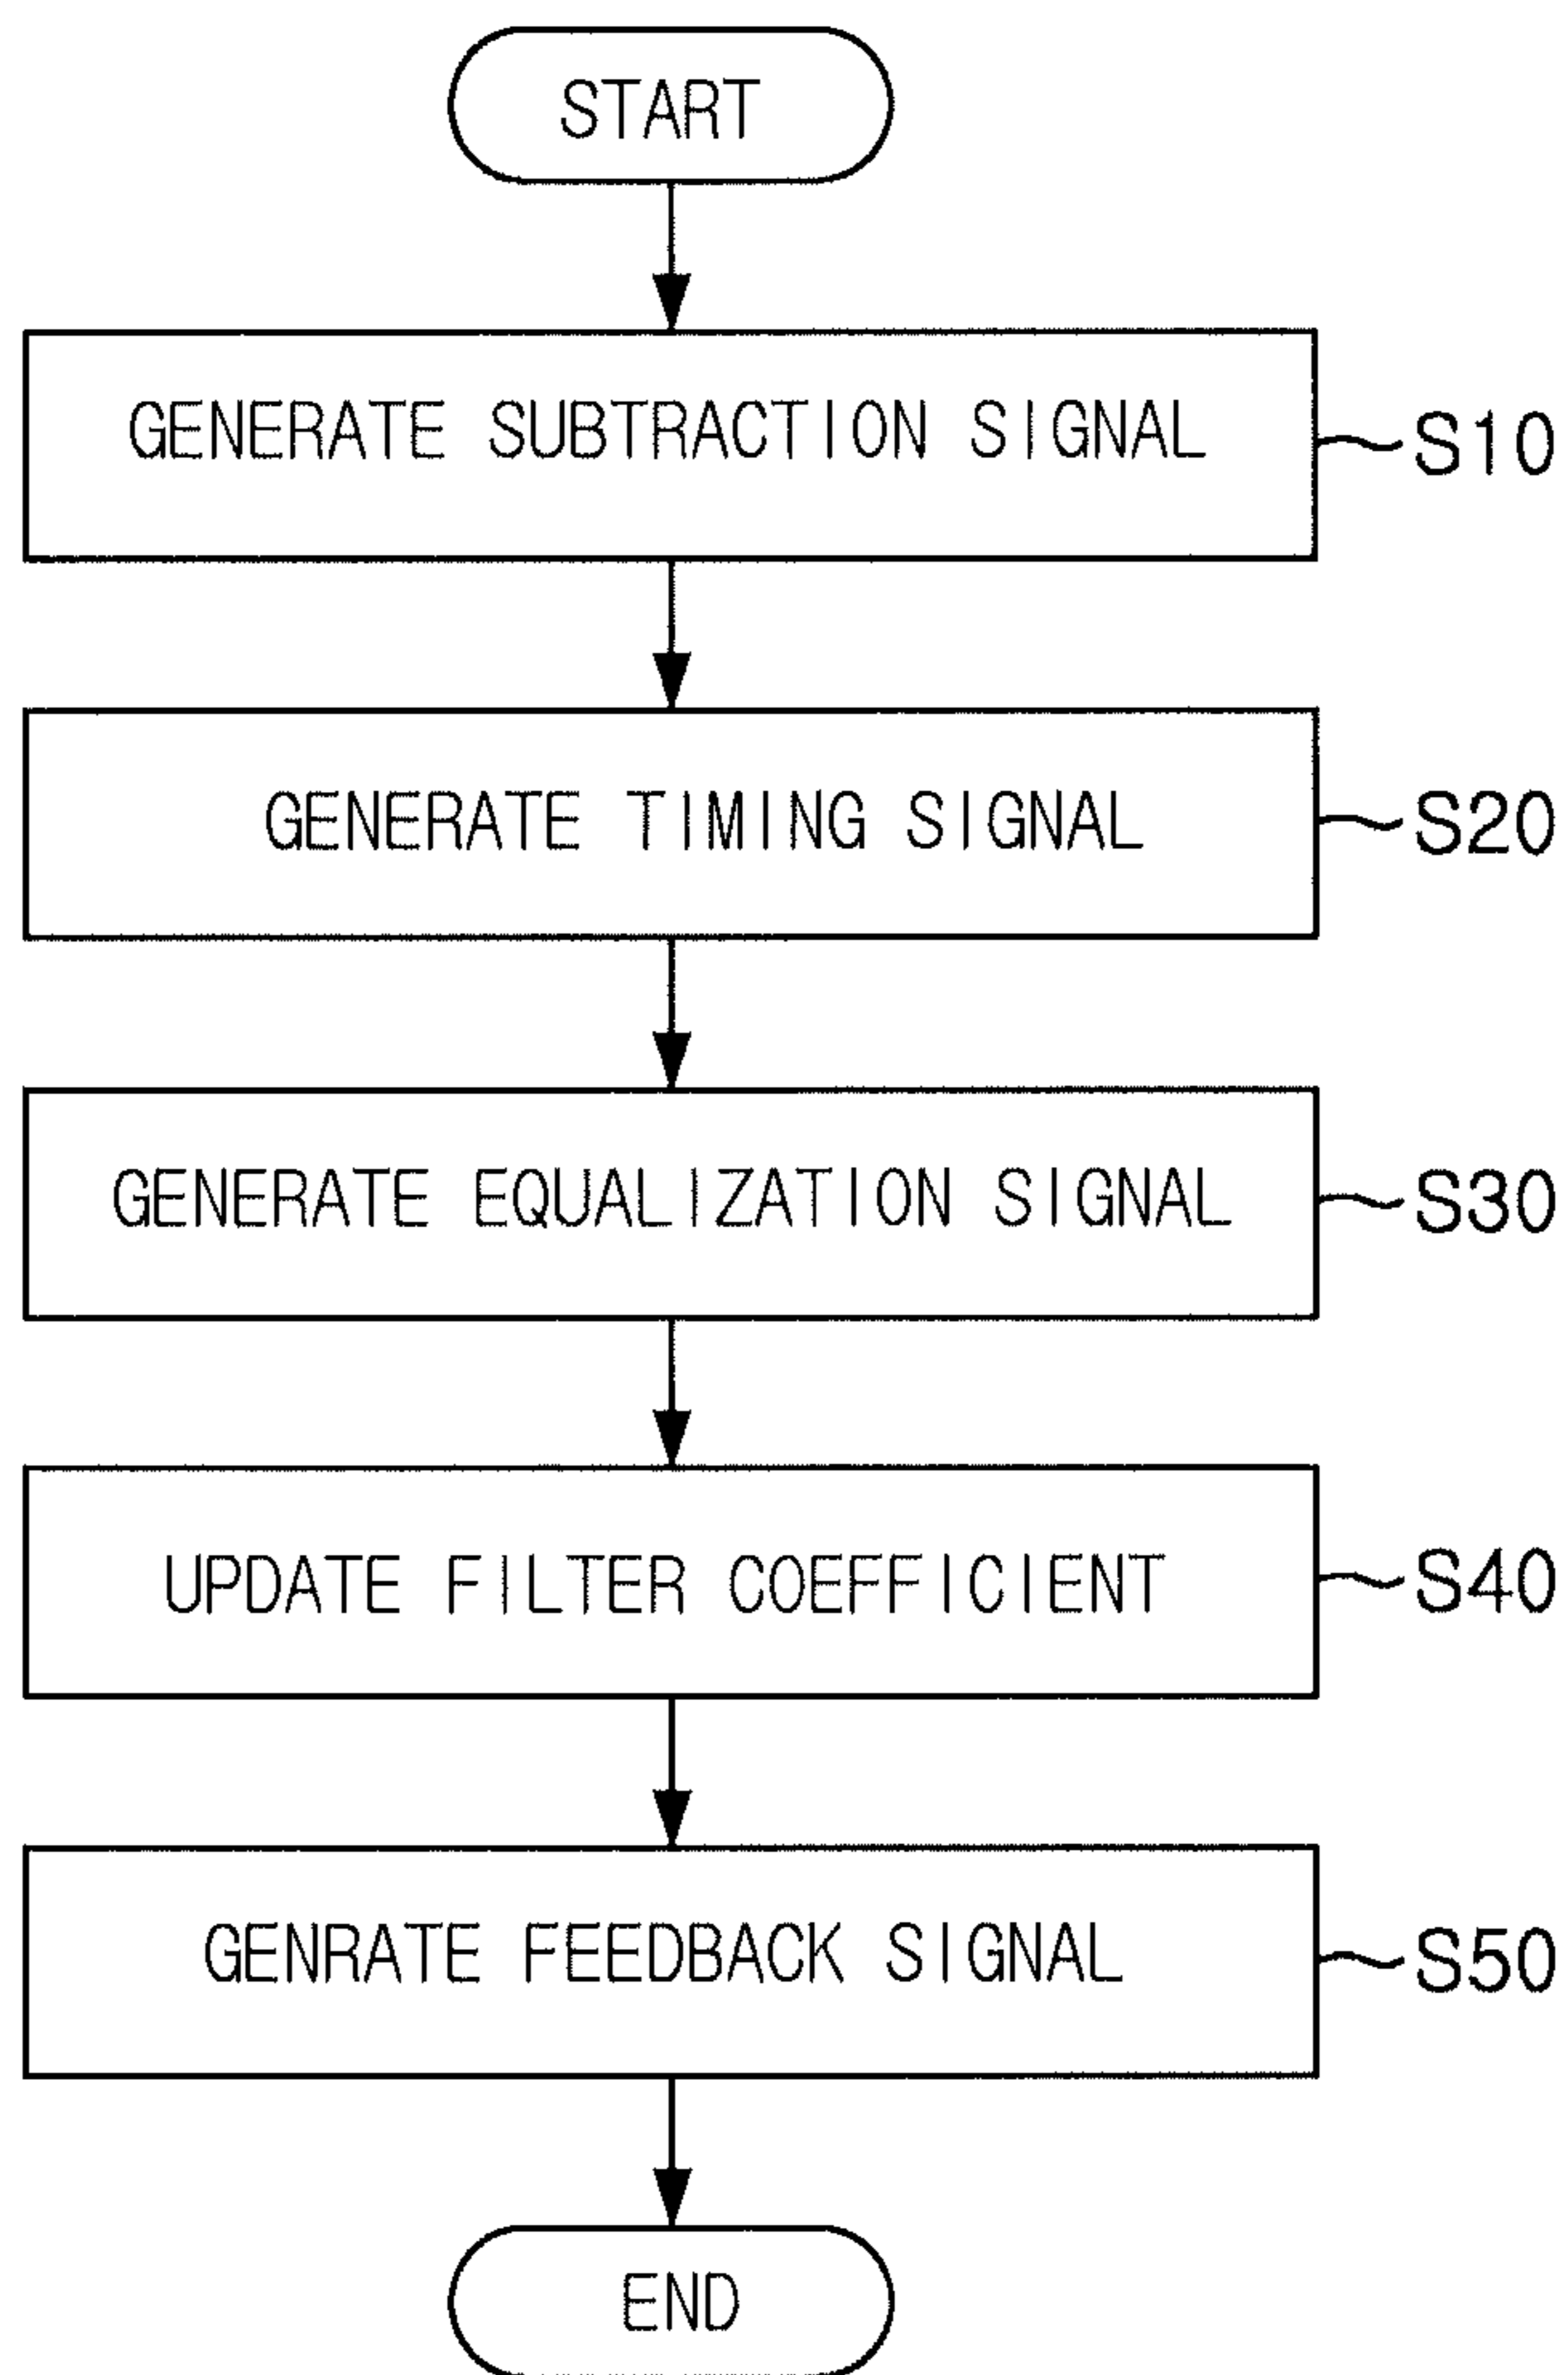 START
GENERATE SUBTRACTION SIGNAL
S10
GENERATE TIMING SIGNAL
S20
GENERATE EQUALIZATION SIGNAL
S30
UPDATE FILTER COEFFICIENT
S40
GENRATE FEEDBACK SIGNAL
S50
END